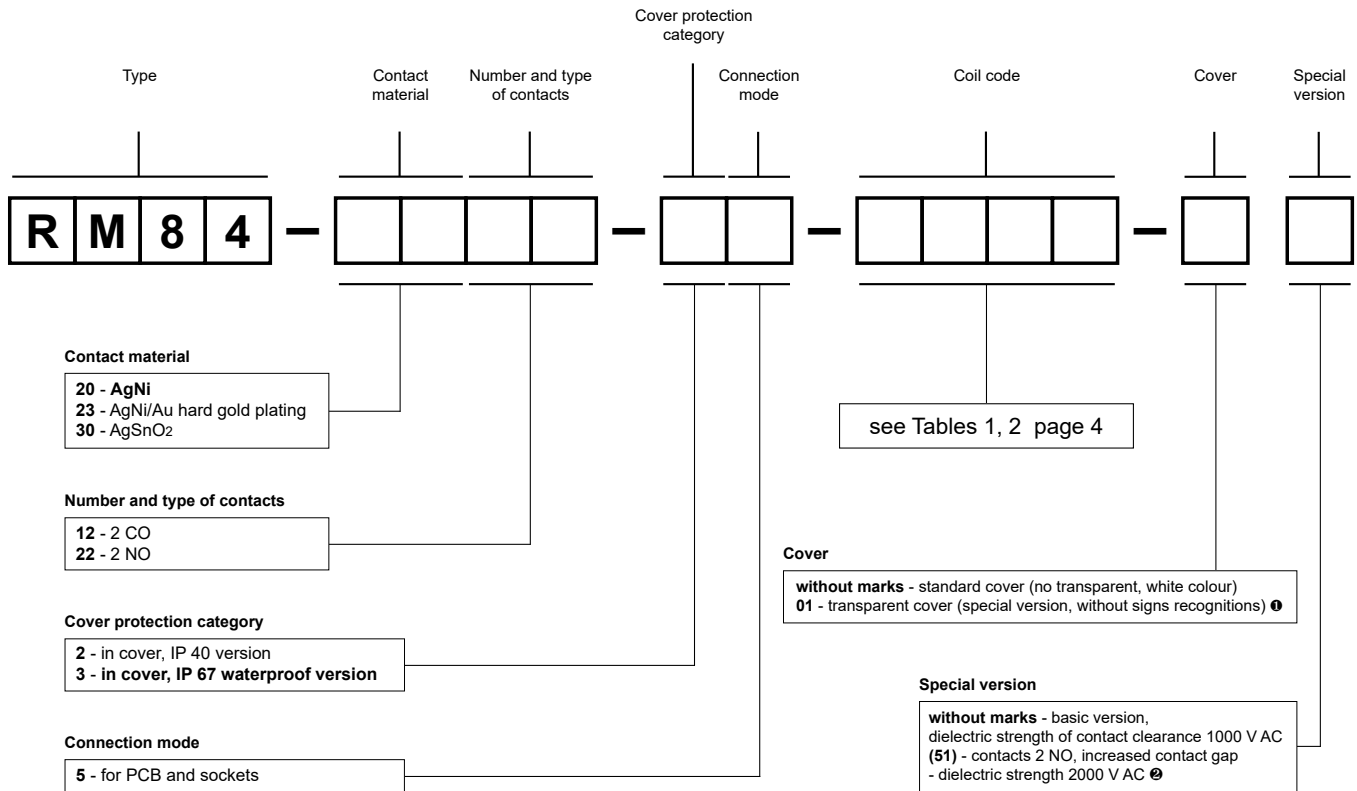 Cover protection
category
Type
Contact
material
Number and type
of contacts
Connection
mode
Coil code
Cover
Special
version
R M 8 4 – – – –
Contact material
20 - AgNi
23 - AgNi/Au hard gold plating
30 - AgSnO2
see Tables 1, 2 page 4
Number and type of contacts
12 - 2 CO
22 - 2 NO
Cover
without marks - standard cover (no transparent, white colour)
01 - transparent cover (special version, without signs recognitions) ❶
Cover protection category
2 - in cover, IP 40 version
3 - in cover, IP 67 waterproof version
Special version
without marks - basic version,
dielectric strength of contact clearance 1000 V AC
(51) - contacts 2 NO, increased contact gap
- dielectric strength 2000 V AC ❷
Connection mode
5 - for PCB and sockets